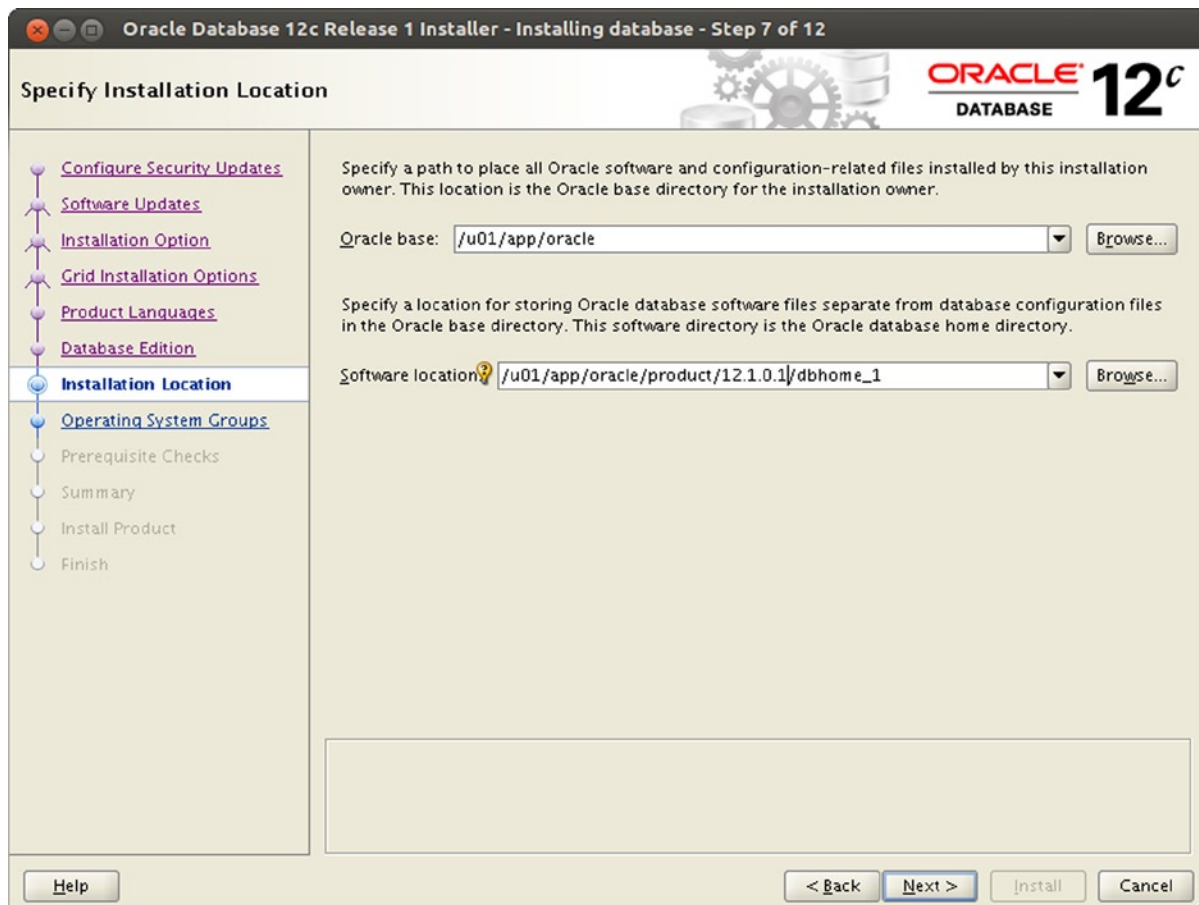 Oracle Database 12c Release 1 Installer - Installing database - Step 7 of 12
Specify Installation Location
ORACLE
DATABASE
12c
Configure Security Updates
Software Updates
Installation Option
Grid Installation Options
Product Languages
Database Edition
Installation Location
Operating System Groups
Prerequisite Checks
Summary
Install Product
Finish
Specify a path to place all Oracle software and configuration-related files installed by this installation
owner. This location is the Oracle base directory for the installation owner.
Oracle base: /u01/app/oracle Browse...
Specify a location for storing Oracle database software files separate from database configuration files
in the Oracle base directory. This software directory is the Oracle database home directory.
Software location: /u01/app/oracle/product/12.1.0.1/dbhome_1 Browse...
Help < Back Next > Install Cancel